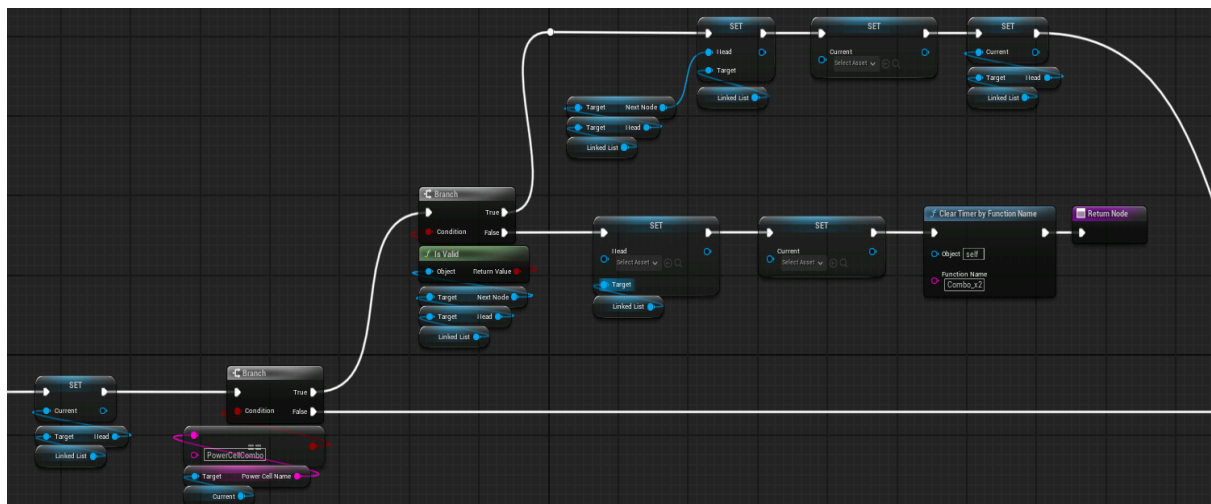 SET
Head
Target
Linked List
Target Next Node
Target Head
Linked List
SET
Current
Select Asset
SET
Current
Target Head
Linked List
Branch
True
Condition False
Is Valid
Object Return Value
Target Next Node
Target Head
Linked List
SET
Head
Select Asset
Target
Linked List
SET
Current
Select Asset
Clear Timer by Function Name
Object self
Function Name
Combo_x2
Return Node
SET
Current
Target Head
Linked List
Branch
True
Condition False
==
PowerCellCombo
Target Power Cell Name
Current